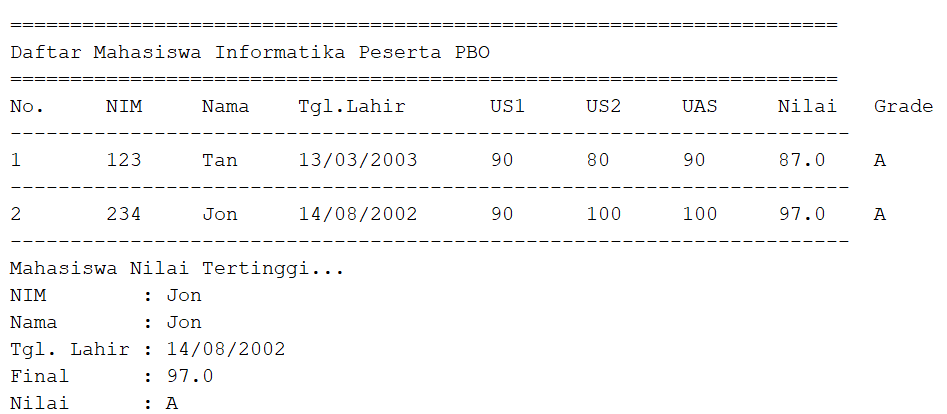 =====================================================================
Daftar Mahasiswa Informatika Peserta PBO
=====================================================================
No.     NIM     Nama    Tgl.Lahir       US1     US2     UAS     Nilai   Grade
----------------------------------------------------------------------
1       123     Tan     13/03/2003      90      80      90      87.0    A
----------------------------------------------------------------------
2       234     Jon     14/08/2002      90      100     100     97.0    A
----------------------------------------------------------------------
Mahasiswa Nilai Tertinggi...
NIM        : Jon
Nama       : Jon
Tgl. Lahir : 14/08/2002
Final      : 97.0
Nilai      : A